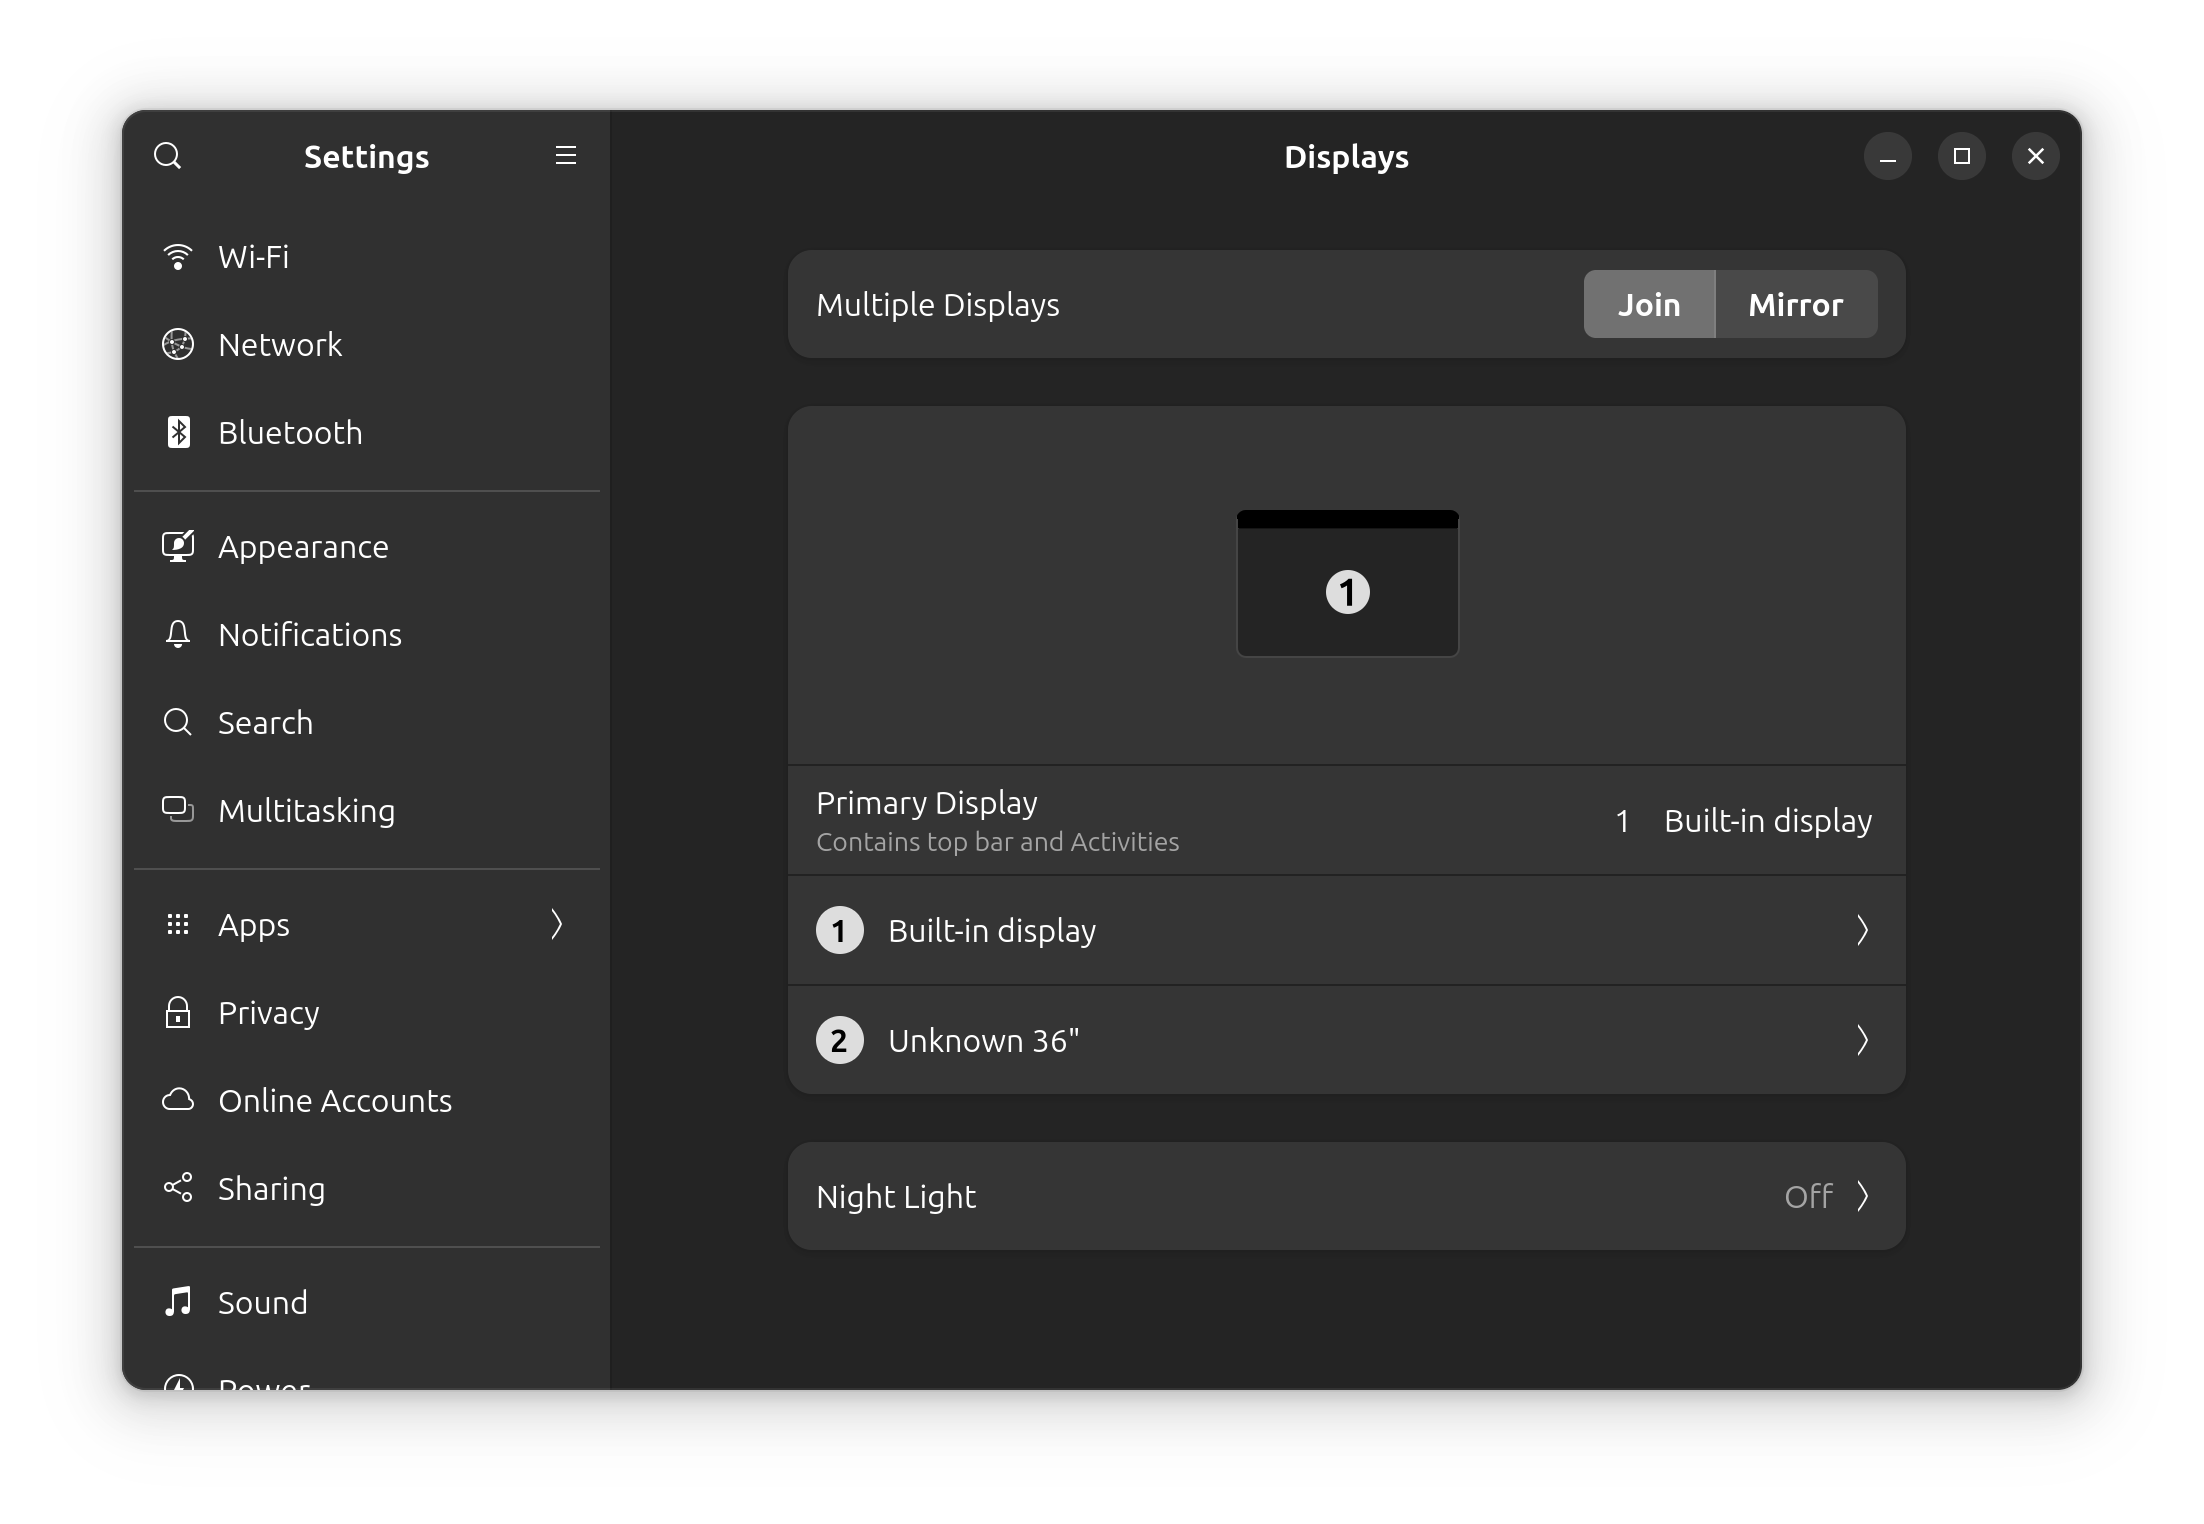 Settings
Displays
Wi-Fi
Network
Bluetooth
Appearance
Notifications
Search
Multitasking
Apps
Privacy
Online Accounts
Sharing
Sound
Power
Multiple Displays
Join
Mirror
1
Primary Display
Contains top bar and Activities
1 Built-in display
1 Built-in display
2 Unknown 36"
Night Light
Off